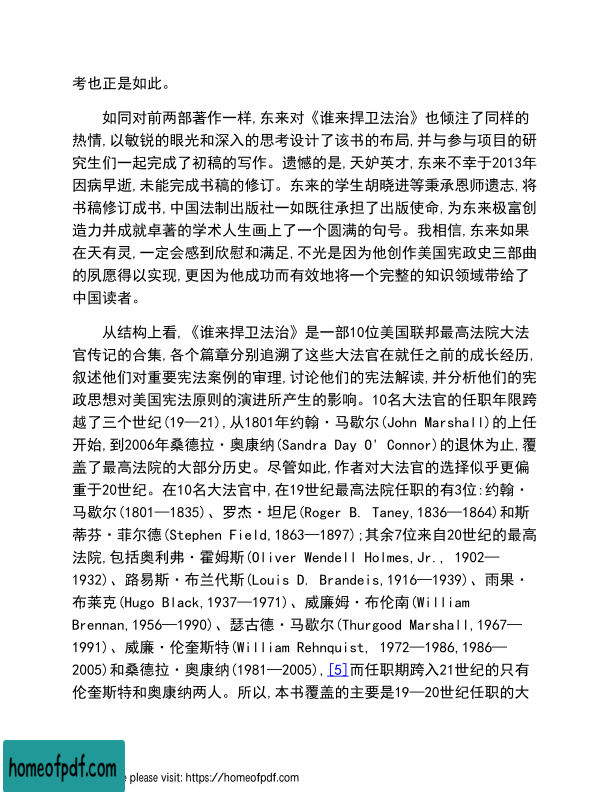 考也正是如此。
如同对前两部著作一样,东来对《谁来捍卫法治》也倾注了同样的
热情,以敏锐的眼光和深入的思考设计了该书的布局,并与参与项目的研
究生们一起完成了初稿的写作。遗憾的是,天妒英才,东来不幸于2013年
因病早逝,未能完成书稿的修订。东来的学生胡晓进等秉承恩师遗志,将
书稿修订成书,中国法制出版社一如既往承担了出版使命,为东来极富创
造力并成就卓著的学术人生画上了一个圆满的句号。我相信,东来如果
在天有灵,一定会感到欣慰和满足,不光是因为他创作美国宪政史三部曲
的夙愿得以实现,更因为他成功而有效地将一个完整的知识领域带给了
中国读者。
从结构上看,《谁来捍卫法治》是一部10位美国联邦最高法院大法
官传记的合集,各个篇章分别追溯了这些大法官在就任之前的成长经历,
叙述他们对重要宪法案例的审理,讨论他们的宪法解读,并分析他们的宪
政思想对美国宪法原则的演进所产生的影响。10名大法官的任职年限跨
越了三个世纪(19—21),从1801年约翰·马歇尔(John Marshall)的上任
开始,到2006年桑德拉·奥康纳(Sandra Day O' Connor)的退休为止,覆
盖了最高法院的大部分历史。尽管如此,作者对大法官的选择似乎更偏
重于20世纪。在10名大法官中,在19世纪最高法院任职的有3位:约翰·
马歇尔(1801—1835)、罗杰·坦尼(Roger B. Taney,1836—1864)和斯
蒂芬·菲尔德(Stephen Field,1863—1897);其余7位来自20世纪的最高
法院,包括奥利弗·霍姆斯(Oliver Wendell Holmes,Jr., 1902—
1932)、路易斯·布兰代斯(Louis D. Brandeis,1916—1939)、雨果·
布莱克(Hugo Black,1937—1971)、威廉姆·布伦南(William
Brennan,1956—1990)、瑟古德·马歇尔(Thurgood Marshall,1967—
1991)、威廉·伦奎斯特(William Rehnquist, 1972—1986,1986—
2005)和桑德拉·奥康纳(1981—2005),[5]而任职期跨入21世纪的只有
伦奎斯特和奥康纳两人。所以,本书覆盖的主要是19—20世纪任职的大
homeofpdf.com
please visit: https://homeofpdf.com